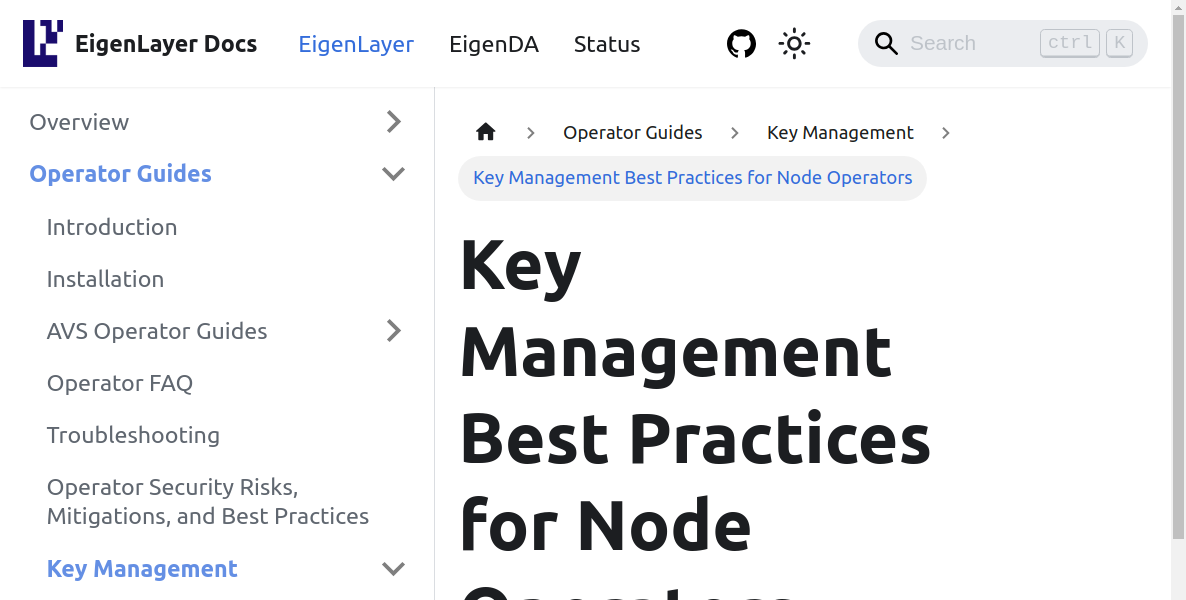 EigenLayer Docs EigenLayer EigenDA Status Search ctrl K
Overview
Operator Guides
Introduction
Installation
AVS Operator Guides
Operator FAQ
Troubleshooting
Operator Security Risks,
Mitigations, and Best Practices
Key Management
Operator Guides Key Management
Key Management Best Practices for Node Operators
Key
Management
Best Practices
for Node
Operators